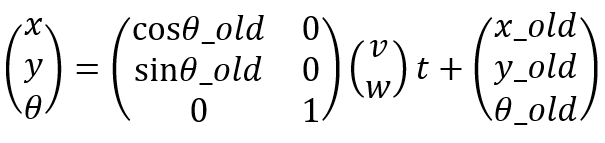 (x y θ) = (cosθ_old 0 sinθ_old 0 0 1) (v w) t + (x_old y_old θ_old)